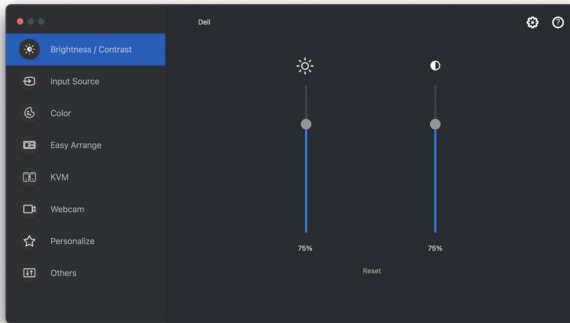 Dell
Brightness / Contrast
Input Source
Color
Easy Arrange
KVM
Webcam
Personalize
Others
75%
75%
Reset